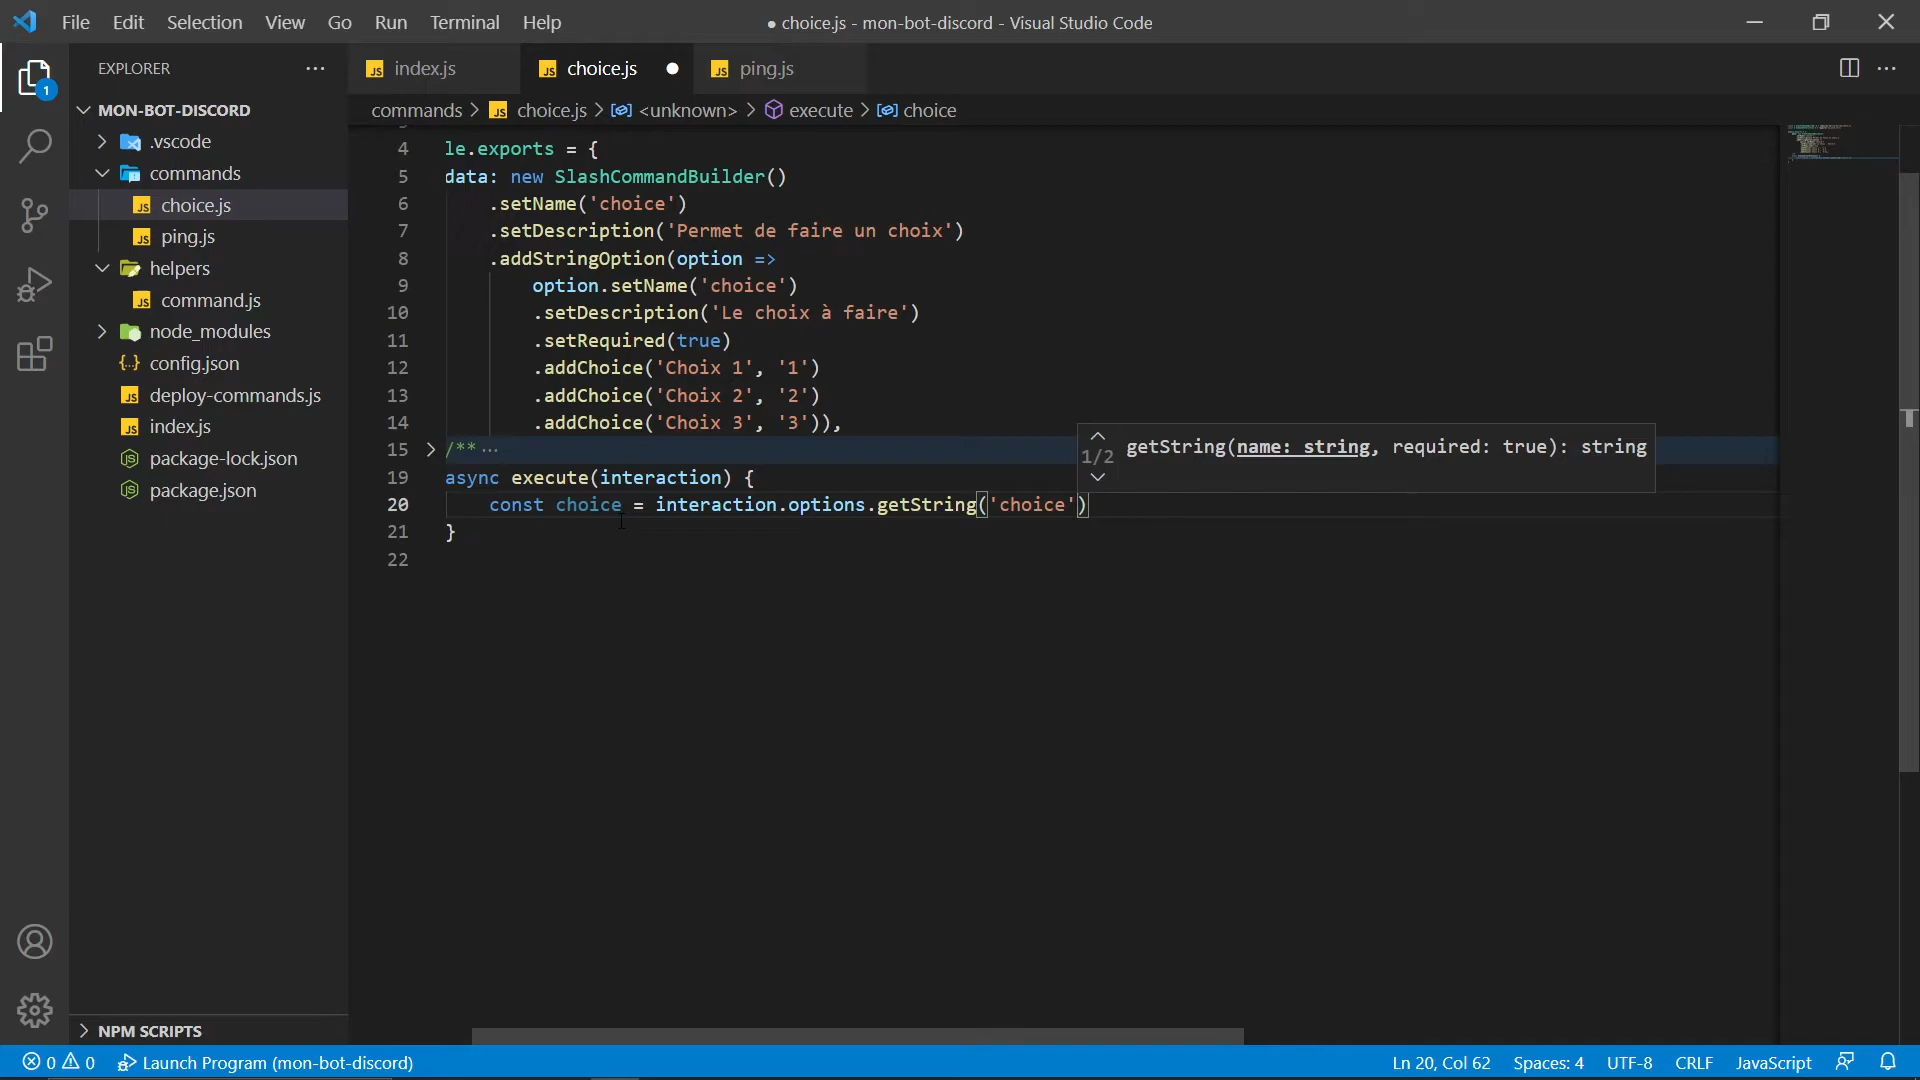 File Edit Selection View Go Run Terminal Help
● choice.js - mon-bot-discord - Visual Studio Code
EXPLORER
index.js
choice.js
ping.js
1
MON-BOT-DISCORD
.vscode
commands
choice.js
ping.js
helpers
command.js
node_modules
config.json
deploy-commands.js
index.js
package-lock.json
package.json
NPM SCRIPTS
commands > choice.js > <unknown> > execute > choice
4 le.exports = {
5 data: new SlashCommandBuilder()
6 .setName('choice')
7 .setDescription('Permet de faire un choix')
8 .addStringOption(option =>
9 option.setName('choice')
10 .setDescription('Le choix à faire')
11 .setRequired(true)
12 .addChoice('Choix 1', '1')
13 .addChoice('Choix 2', '2')
14 .addChoice('Choix 3', '3')),
15 /** ...
19 async execute(interaction) {
20 const choice = interaction.options.getString('choice')
21 }
22
1/2 getString(name: string, required: true): string
0 0 Launch Program (mon-bot-discord)
Ln 20, Col 62 Spaces: 4 UTF-8 CRLF JavaScript